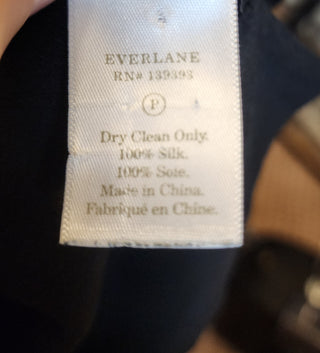 EVERLANE
RN# 139393
P
Dry Clean Only.
100% Silk.
100% Soie.
Made in China.
Fabriqué en Chine.